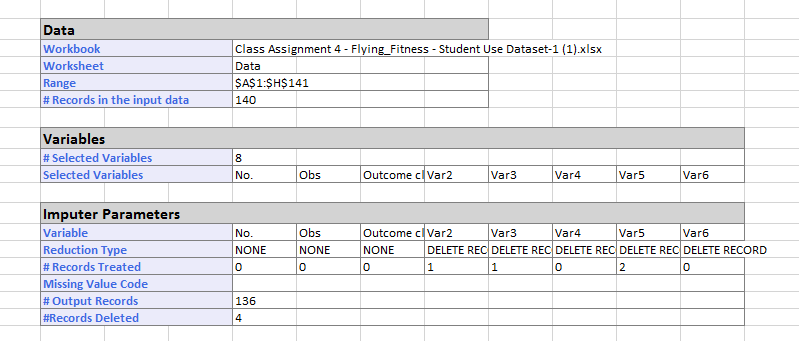 Data
Workbook Class Assignment 4 - Flying_Fitness - Student Use Dataset-1 (1).xlsx
Worksheet Data
Range $A$1:$H$141
# Records in the input data 140
Variables
# Selected Variables 8
Selected Variables No. Obs Outcome cl Var2 Var3 Var4 Var5 Var6
Imputer Parameters
Variable No. Obs Outcome cl Var2 Var3 Var4 Var5 Var6
Reduction Type NONE NONE NONE DELETE REC DELETE REC DELETE REC DELETE REC DELETE RECORD
# Records Treated 0 0 0 1 1 0 2 0
Missing Value Code
# Output Records 136
#Records Deleted 4